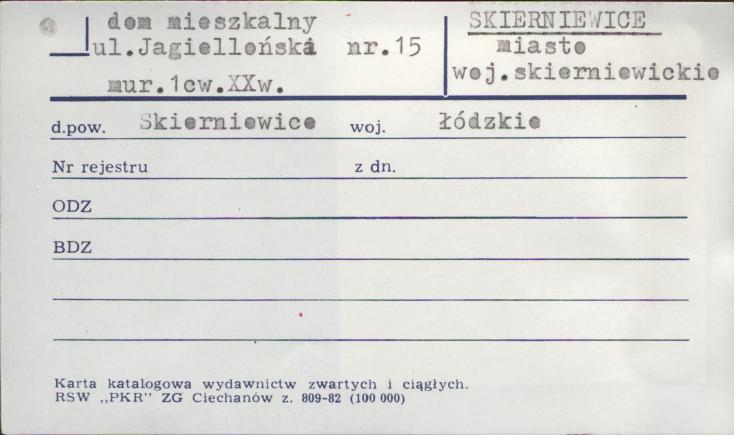 dom mieszkalny
ul.Jagiellońska nr.15
mur.1cw.XXw.
SKIERNIEWICE
miasto
woj.skierniewickie
d.pow. Skierniewice woj. łódzkie
Nr rejestru z dn.
ODZ
BDZ
Karta katalogowa wydawnictw zwartych i ciągłych.
RSW „PKR" ZG Ciechanów z. 809-82 (100 000)